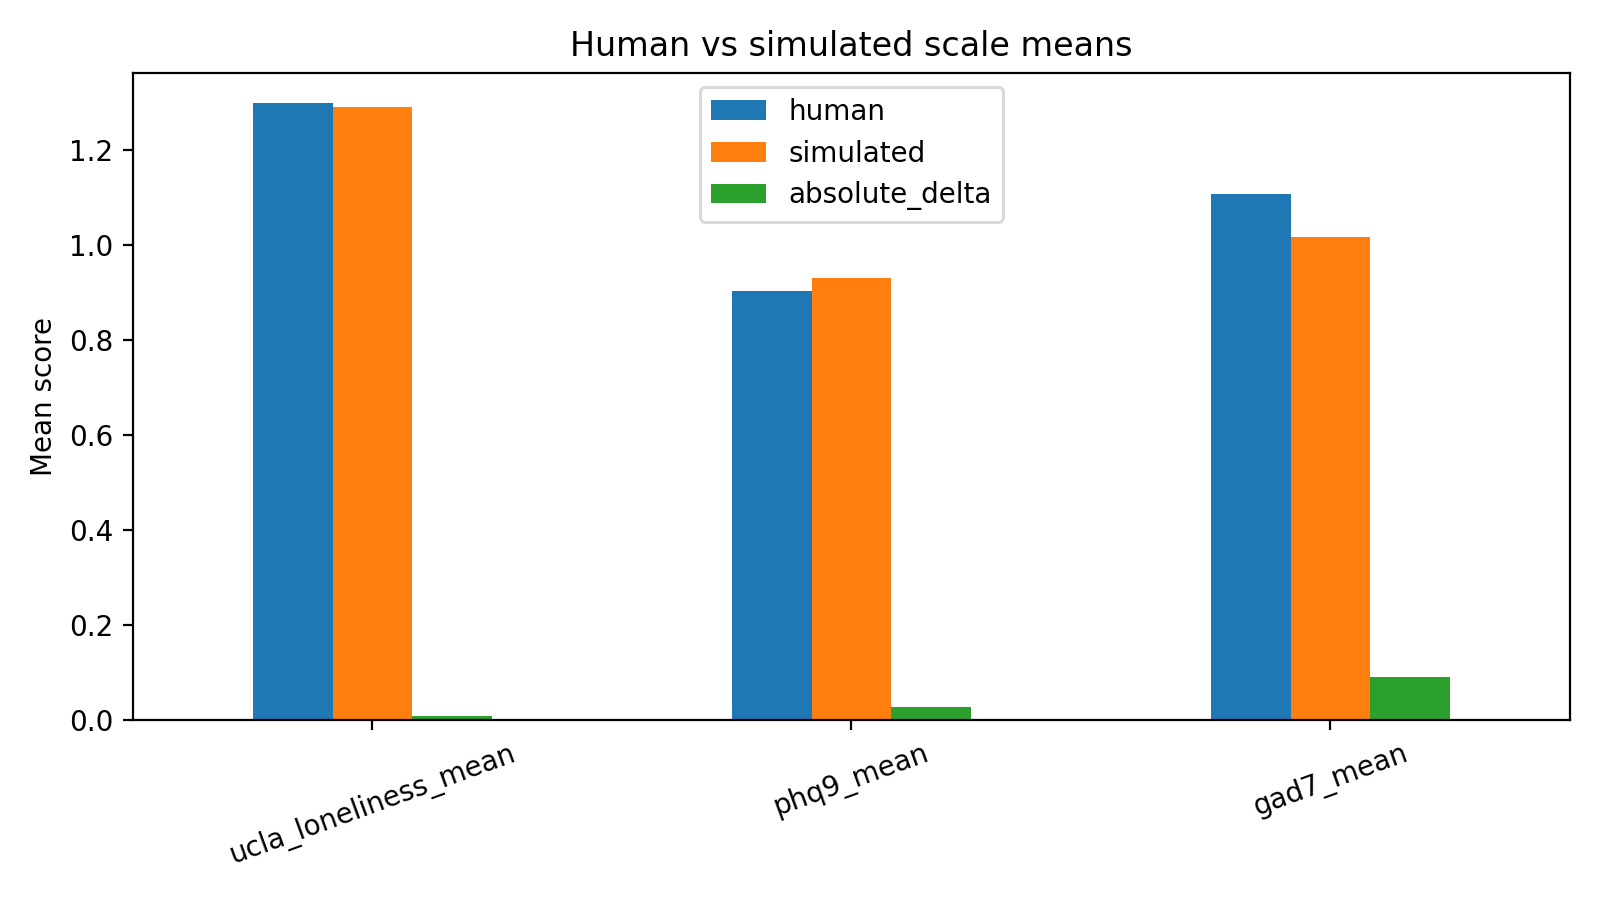 Human vs simulated scale means
human
simulated
absolute_delta
Mean score
1.2
1.0
0.8
0.6
0.4
0.2
0.0
ucla_loneliness_mean
phq9_mean
gad7_mean